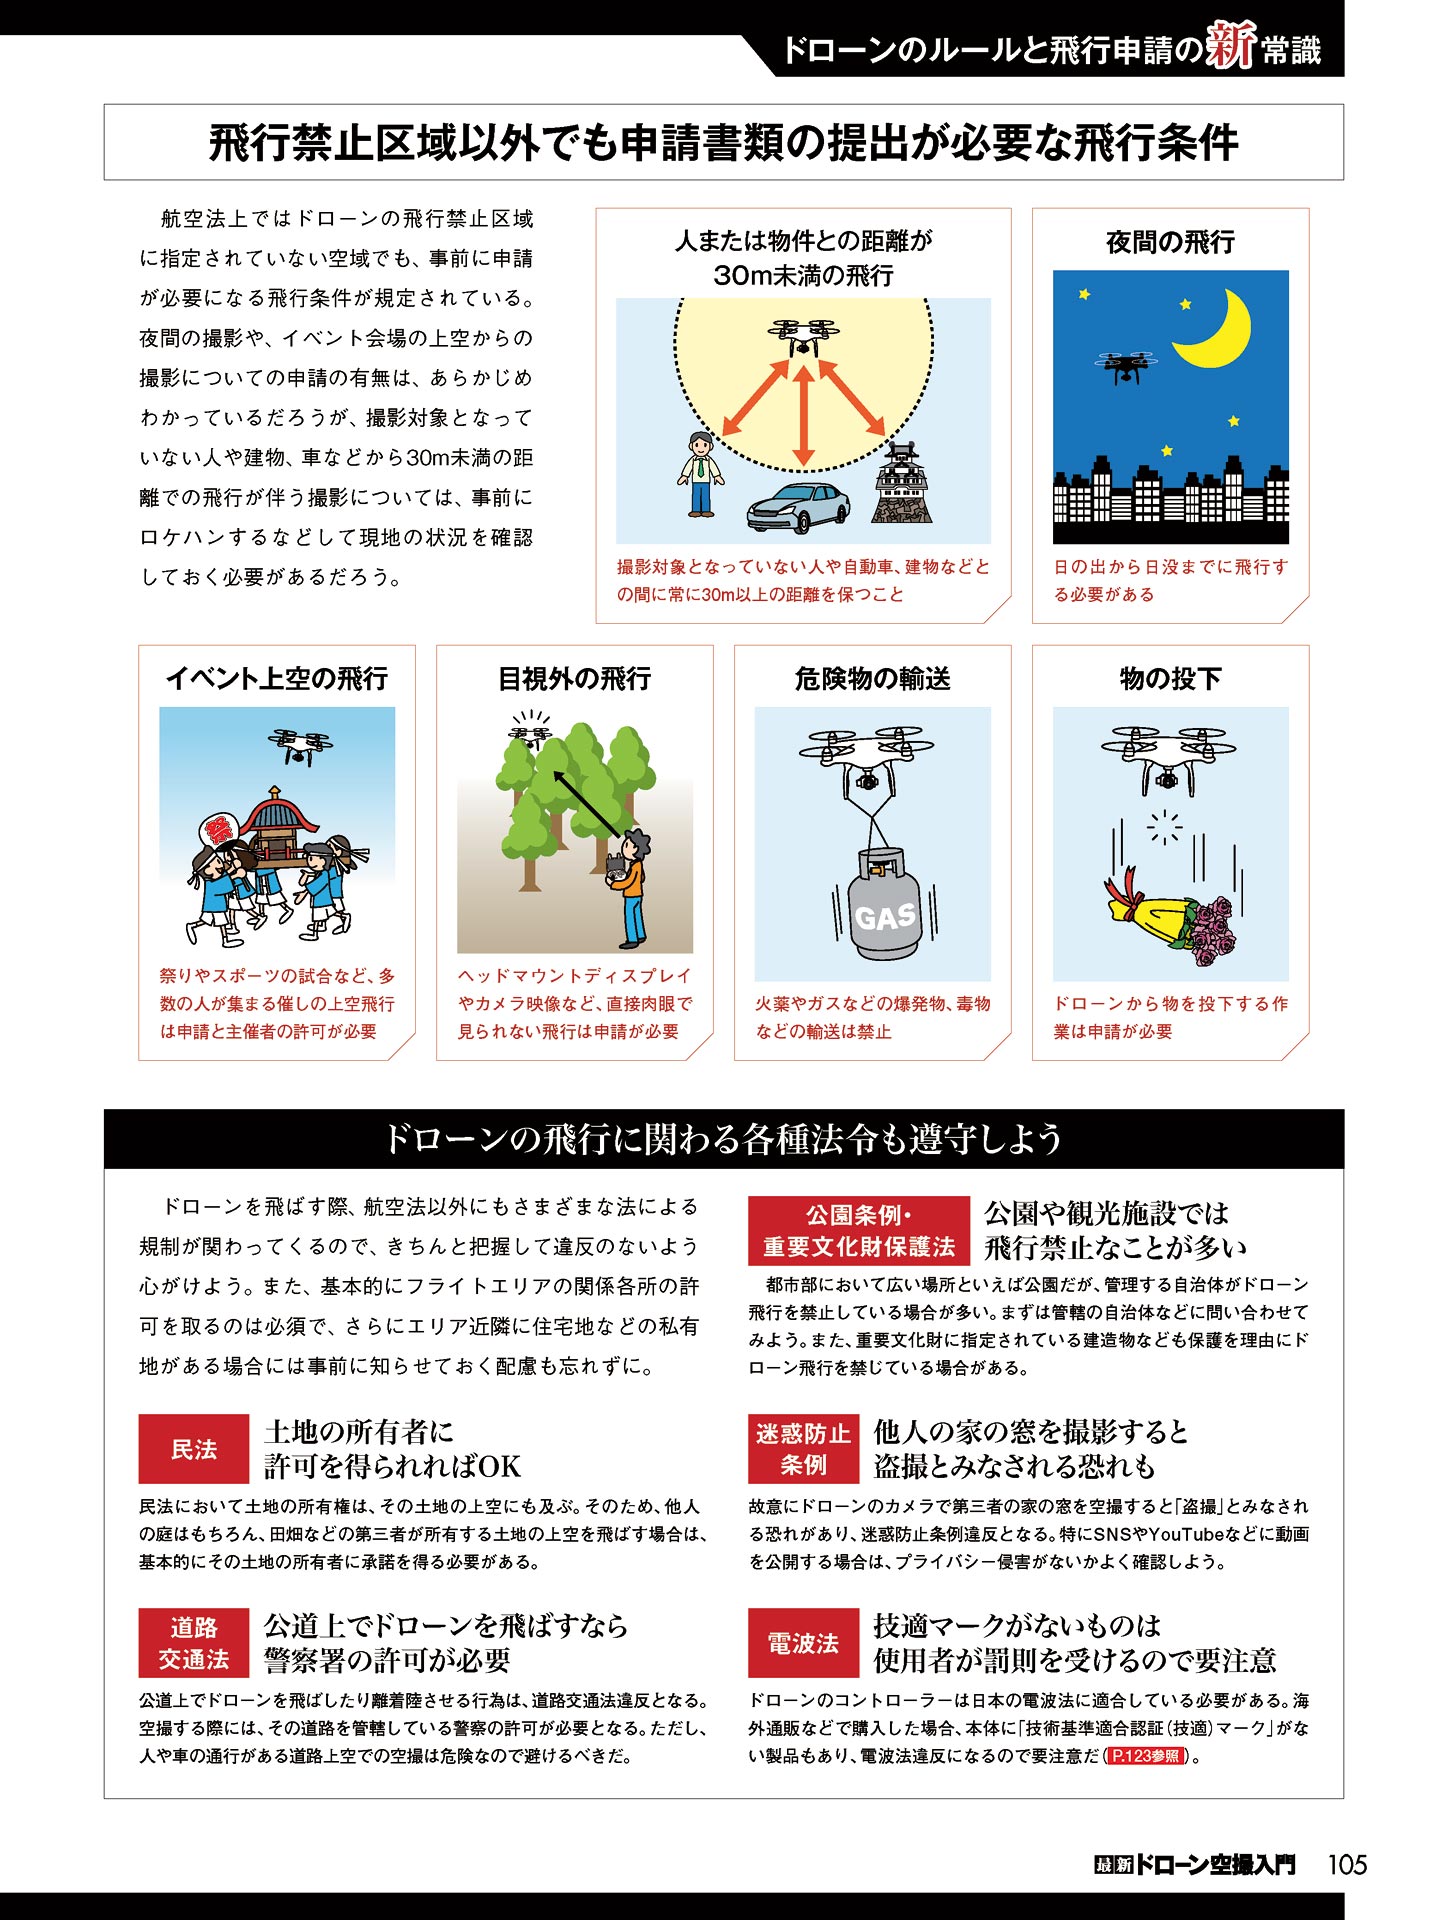 ドローンのルールと飛行申請の新常識
飛行禁止区域以外でも申請書類の提出が必要な飛行条件
　航空法上ではドローンの飛行禁止区域
に指定されていない空域でも、事前に申請
が必要になる飛行条件が規定されている。
夜間の撮影や、イベント会場の上空からの
撮影についての申請の有無は、あらかじめ
わかっているだろうが、撮影対象となって
いない人や建物、車などから30m未満の距
離での飛行が伴う撮影については、事前に
ロケハンするなどして現地の状況を確認
しておく必要があるだろう。
人または物件との距離が
30m未満の飛行
撮影対象となっていない人や自動車、建物などと
の間に常に30m以上の距離を保つこと
夜間の飛行
日の出から日没までに飛行す
る必要がある
イベント上空の飛行
祭
祭りやスポーツの試合など、多
数の人が集まる催しの上空飛行
は申請と主催者の許可が必要
目視外の飛行
ヘッドマウントディスプレイ
やカメラ映像など、直接肉眼で
見られない飛行は申請が必要
危険物の輸送
GAS
火薬やガスなどの爆発物、毒物
などの輸送は禁止
物の投下
ドローンから物を投下する作
業は申請が必要
ドローンの飛行に関わる各種法令も遵守しよう
　ドローンを飛ばす際、航空法以外にもさまざまな法による
規制が関わってくるので、きちんと把握して違反のないよう
心がけよう。また、基本的にフライトエリアの関係各所の許
可を取るのは必須で、さらにエリア近隣に住宅地などの私有
地がある場合には事前に知らせておく配慮も忘れずに。
民法
土地の所有者に
許可を得られればOK
民法において土地の所有権は、その土地の上空にも及ぶ。そのため、他人
の庭はもちろん、田畑などの第三者が所有する土地の上空を飛ばす場合は、
基本的にその土地の所有者に承諾を得る必要がある。
道路
交通法
公道上でドローンを飛ばすなら
警察署の許可が必要
公道上でドローンを飛ばしたり離着陸させる行為は、道路交通法違反となる。
空撮する際には、その道路を管轄している警察の許可が必要となる。ただし、
人や車の通行がある道路上空での空撮は危険なので避けるべきだ。
公園条例・
重要文化財保護法
公園や観光施設では
飛行禁止なことが多い
　都市部において広い場所といえば公園だが、管理する自治体がドローン
飛行を禁止している場合が多い。まずは管轄の自治体などに問い合わせて
みよう。また、重要文化財に指定されている建造物なども保護を理由にド
ローン飛行を禁じている場合がある。
迷惑防止
条例
他人の家の窓を撮影すると
盗撮とみなされる恐れも
故意にドローンのカメラで第三者の家の窓を空撮すると「盗撮」とみなされ
る恐れがあり、迷惑防止条例違反となる。特にSNSやYouTubeなどに動画
を公開する場合は、プライバシー侵害がないかよく確認しよう。
電波法
技適マークがないものは
使用者が罰則を受けるので要注意
ドローンのコントローラーは日本の電波法に適合している必要がある。海
外通販などで購入した場合、本体に「技術基準適合認証（技適）マーク」がな
い製品もあり、電波法違反になるので要注意だ（P.123参照）。
最新ドローン空撮入門 105